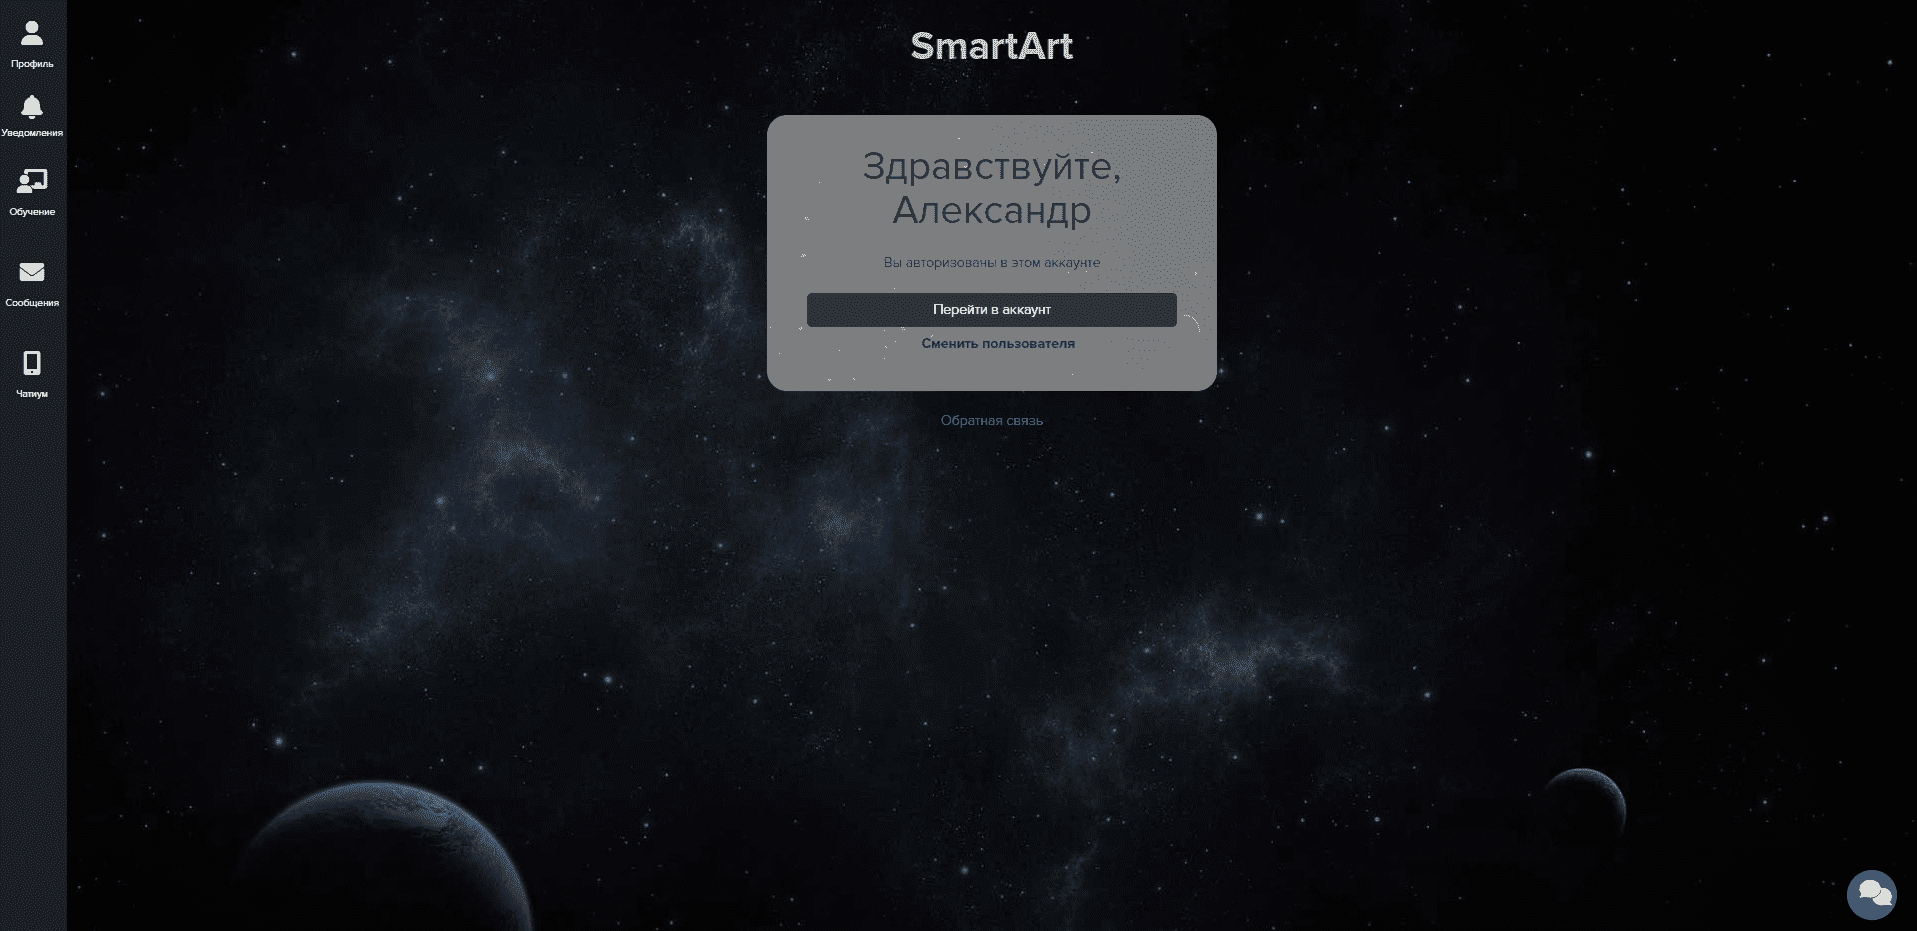 SmartArt
Профиль
Уведомления
Обучение
Сообщения
Чатиум
Здравствуйте,
Александр
Вы авторизованы в этом аккаунте
Перейти в аккаунт
Сменить пользователя
Обратная связь